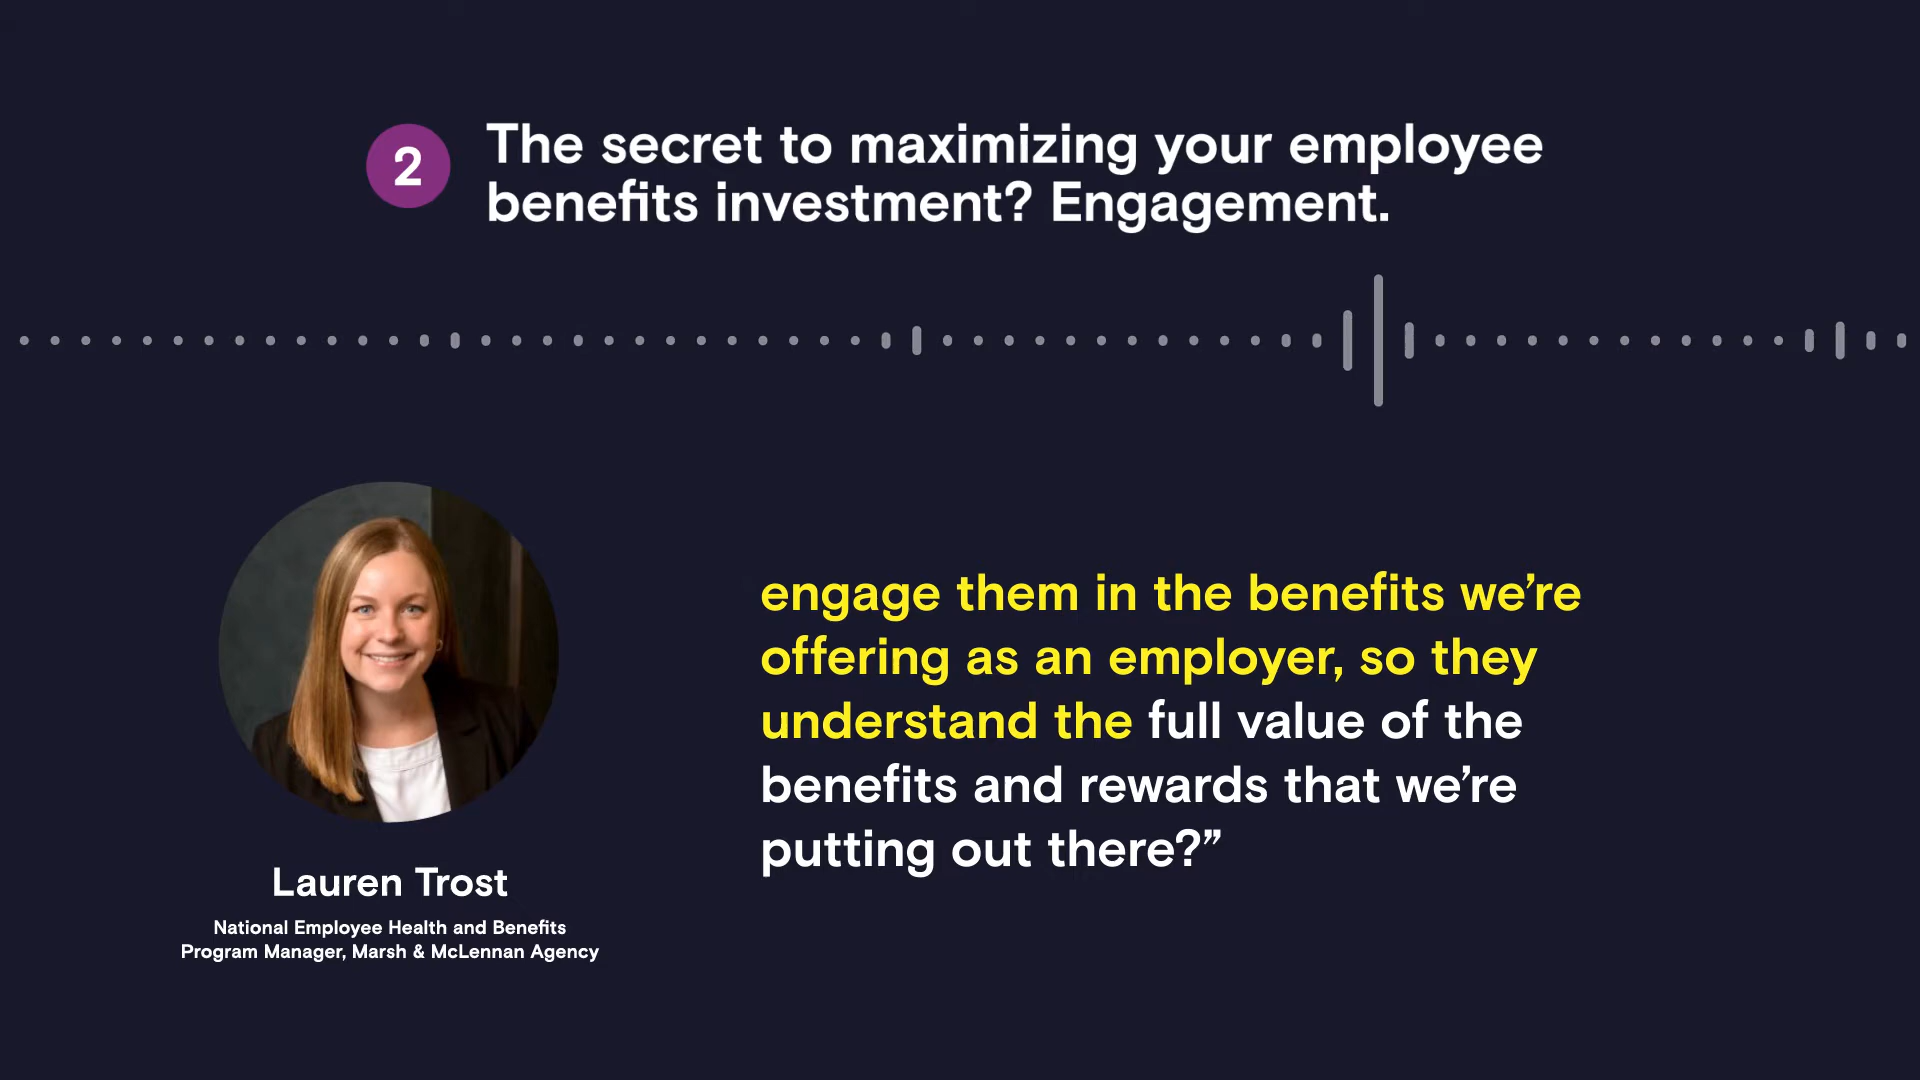 2
The secret to maximizing your employee
benefits investment? Engagement.
engage them in the benefits we’re
offering as an employer, so they
understand the full value of the
benefits and rewards that we’re
putting out there?”
Lauren Trost
National Employee Health and Benefits
Program Manager, Marsh & McLennan Agency